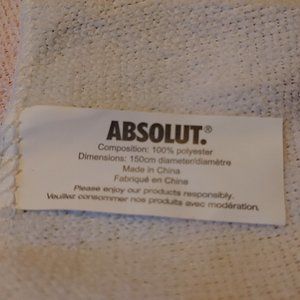 ABSOLUT.®
Composition: 100% polyester
Dimensions: 150cm diameter/diamètre
Made in China
Fabriqué en China
Please enjoy our products responsibly.
Veuillez consommer nos produits avec modération.